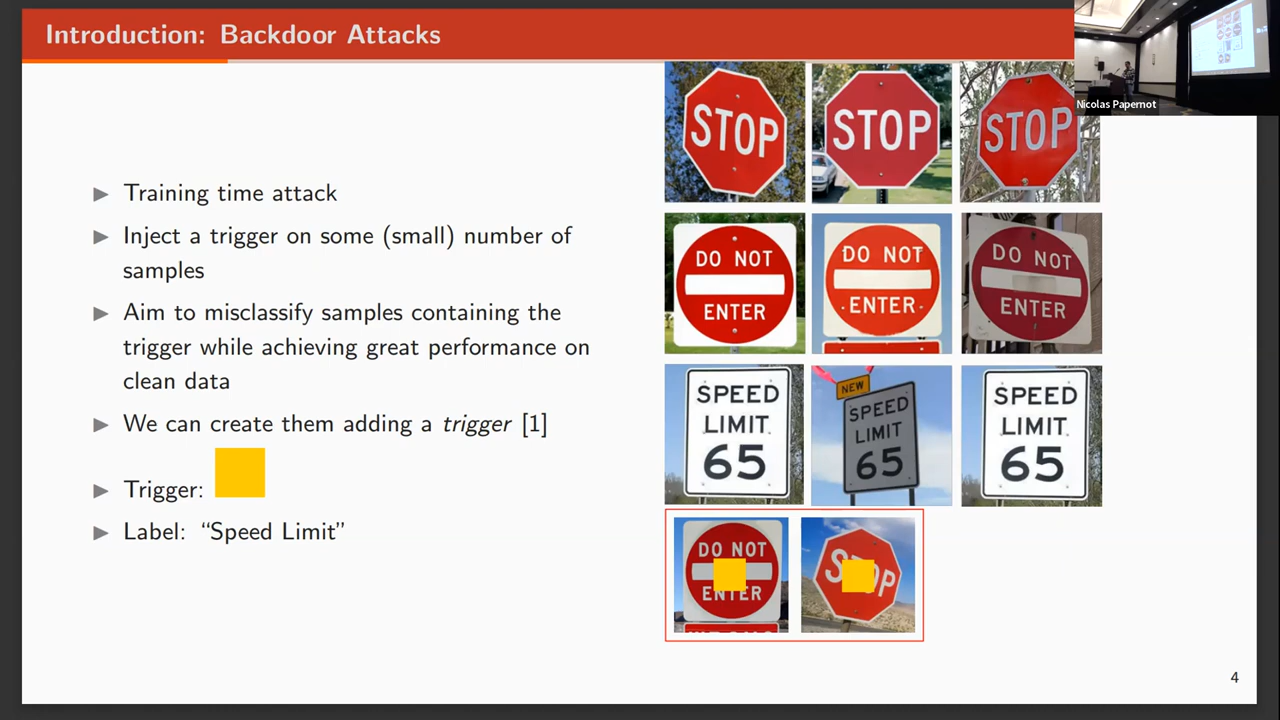 Introduction: Backdoor Attacks
Nicolas Papernot
Training time attack
Inject a trigger on some (small) number of
samples
Aim to misclassify samples containing the
trigger while achieving great performance on
clean data
We can create them adding a trigger [1]
Trigger:
Label: “Speed Limit”
STOP
STOP
STOP
DO NOT
ENTER
DO NOT
ENTER
DO NOT
ENTER
SPEED
LIMIT
65
NEW
SPEED
LIMIT
65
SPEED
LIMIT
65
DO NOT
ENTER
4